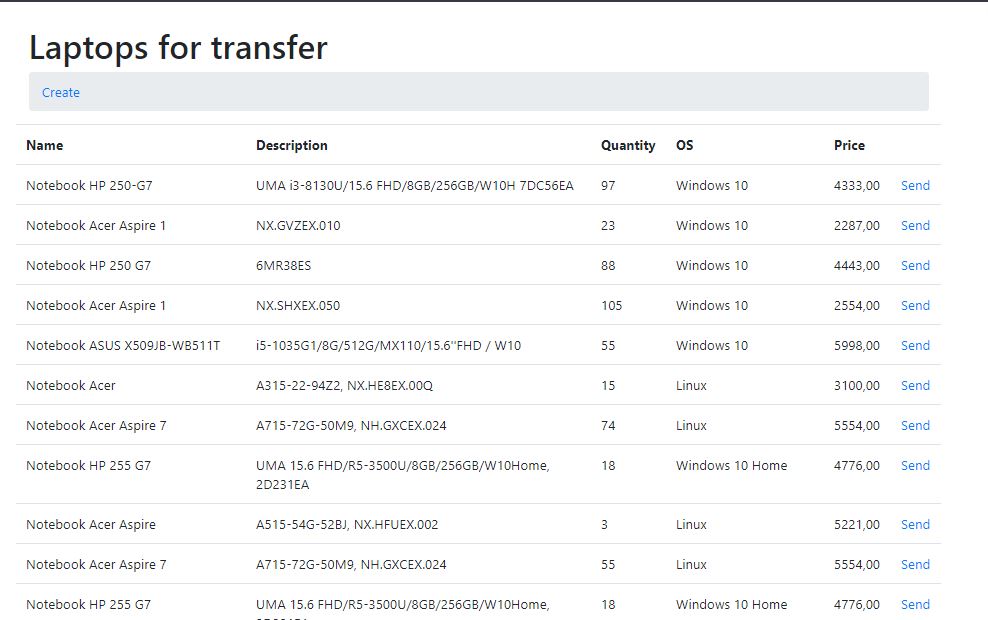 Laptops for transfer
Create
Name Description Quantity OS Price
Notebook HP 250-G7 UMA i3-8130U/15.6 FHD/8GB/256GB/W10H 7DC56EA 97 Windows 10 4333,00 Send
Notebook Acer Aspire 1 NX.GVZEX.010 23 Windows 10 2287,00 Send
Notebook HP 250 G7 6MR38ES 88 Windows 10 4443,00 Send
Notebook Acer Aspire 1 NX.SHXEX.050 105 Windows 10 2554,00 Send
Notebook ASUS X509JB-WB511T i5-1035G1/8G/512G/MX110/15.6''FHD / W10 55 Windows 10 5998,00 Send
Notebook Acer A315-22-94Z2, NX.HE8EX.00Q 15 Linux 3100,00 Send
Notebook Acer Aspire 7 A715-72G-50M9, NH.GXCEX.024 74 Linux 5554,00 Send
Notebook HP 255 G7 UMA 15.6 FHD/R5-3500U/8GB/256GB/W10Home, 18 Windows 10 Home 4776,00 Send
2D231EA
Notebook Acer Aspire A515-54G-52BJ, NX.HFUEX.002 3 Linux 5221,00 Send
Notebook Acer Aspire 7 A715-72G-50M9, NH.GXCEX.024 55 Linux 5554,00 Send
Notebook HP 255 G7 UMA 15.6 FHD/R5-3500U/8GB/256GB/W10Home, 18 Windows 10 Home 4776,00 Send